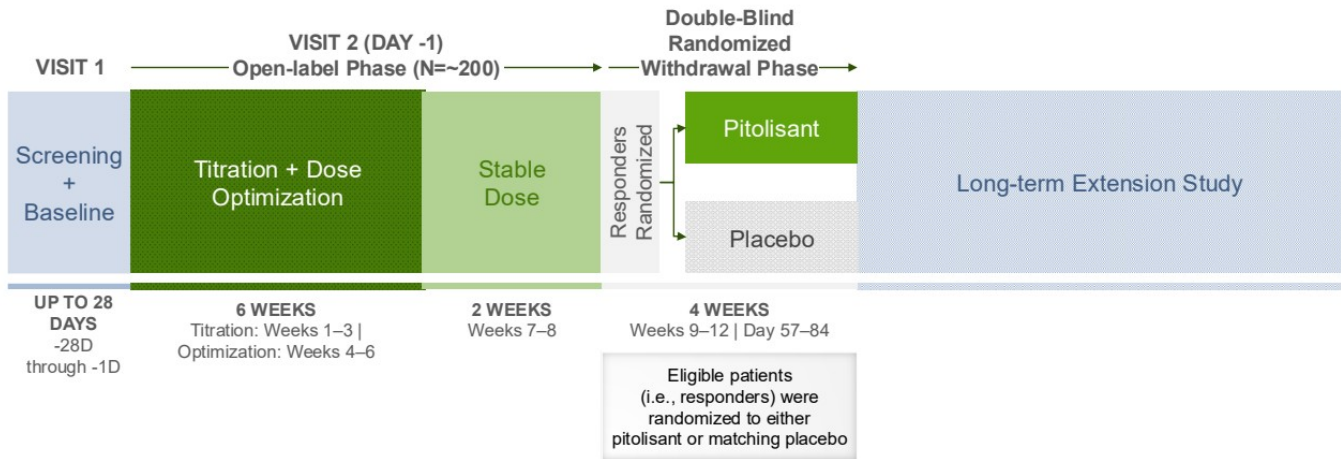 VISIT 1
VISIT 2 (DAY -1)
Open-label Phase (N=~200)
Double-Blind
Randomized
Withdrawal Phase
Screening
+
Baseline
Titration + Dose
Optimization
Stable
Dose
Responders
Randomized
Pitolisant
Placebo
Long-term Extension Study
UP TO 28
DAYS
-28D
through -1D
6 WEEKS
Titration: Weeks 1–3 |
Optimization: Weeks 4–6
2 WEEKS
Weeks 7–8
4 WEEKS
Weeks 9–12 | Day 57–84
Eligible patients
(i.e., responders) were
randomized to either
pitolisant or matching placebo